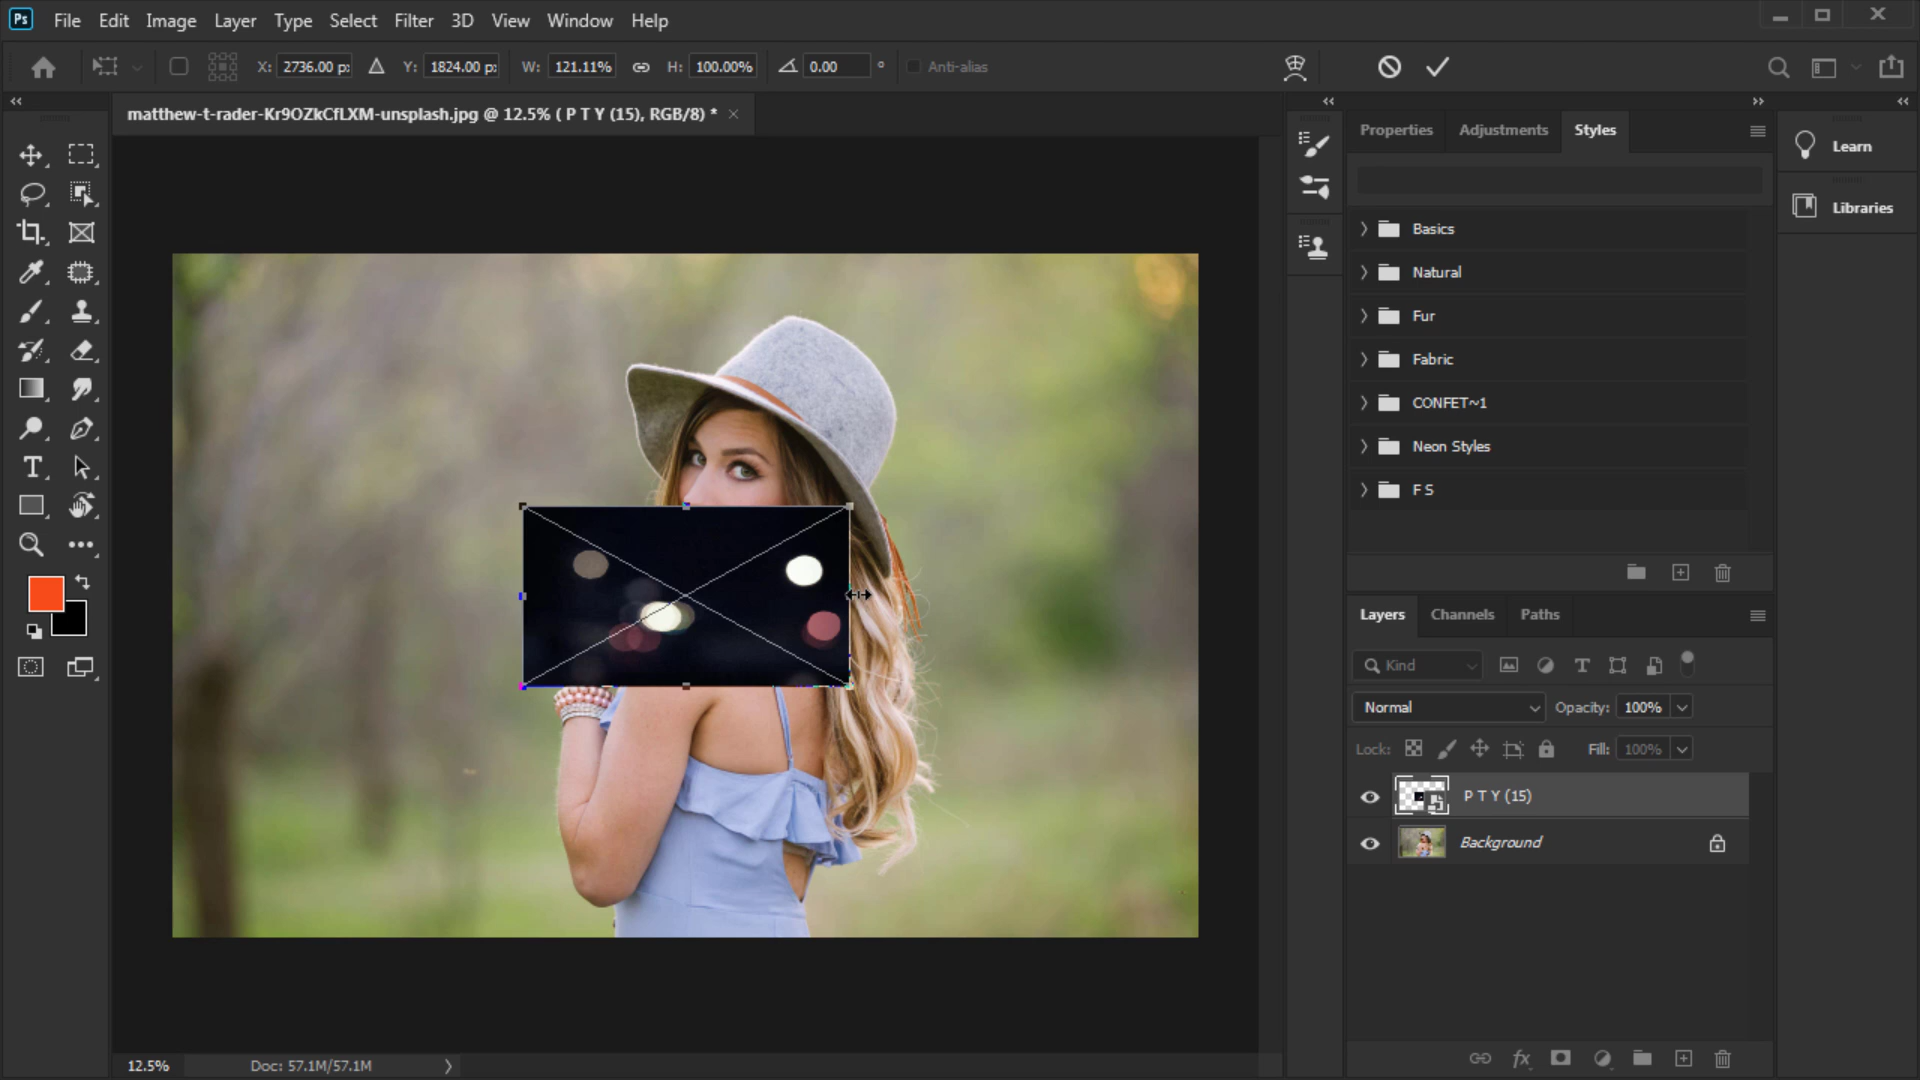 Ps File Edit Image Layer Type Select Filter 3D View Window Help
X: 2736.00 p: Y: 1824.00 p: W: 121.11% H: 100.00% 0.00 ° Anti-alias
matthew-t-rader-Kr9OZkCfLXM-unsplash.jpg @ 12.5% ( P T Y (15), RGB/8) *
Properties Adjustments Styles
Learn
Libraries
Basics
Natural
Fur
Fabric
CONFET~1
Neon Styles
F S
Layers Channels Paths
Kind
Normal Opacity: 100%
Lock: Fill: 100%
P T Y (15)
Background
fx
12.5% Doc: 57.1M/57.1M